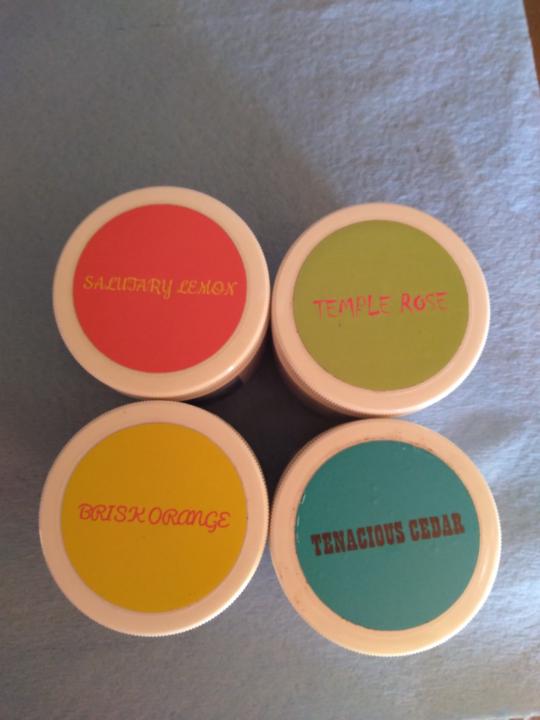 SALUTARY LEMON
TEMPLE ROSE
BRISK ORANGE
TENACIOUS CEDAR